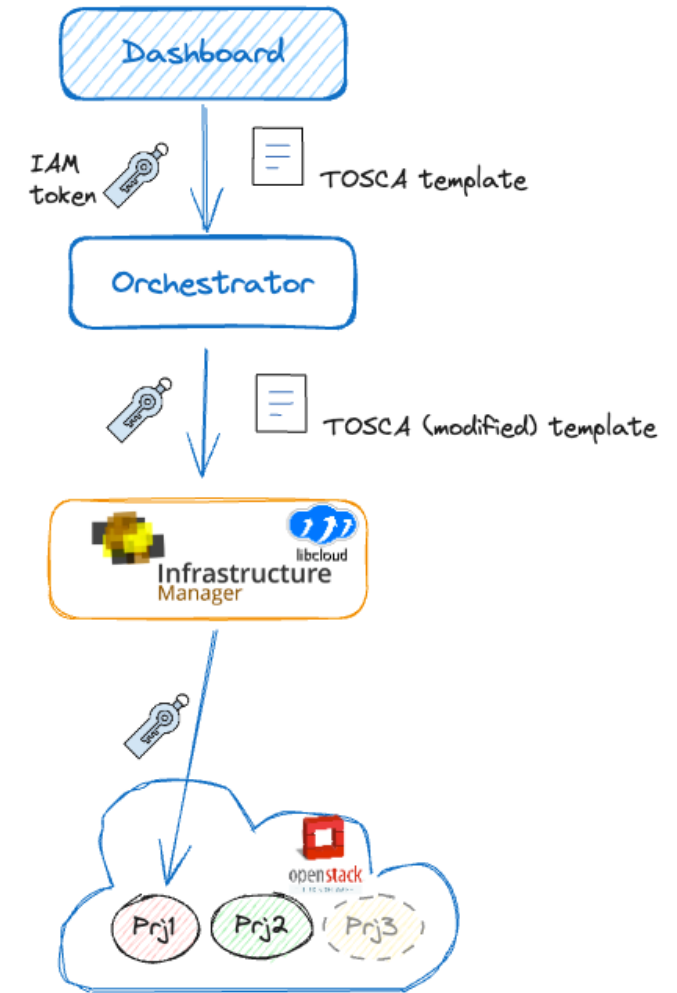 Dashboard
IAM
token
TOSCA template
Orchestrator
TOSCA (modified) template
libcloud
Infrastructure
Manager
openstack
Prj1
Prj2
Prj3